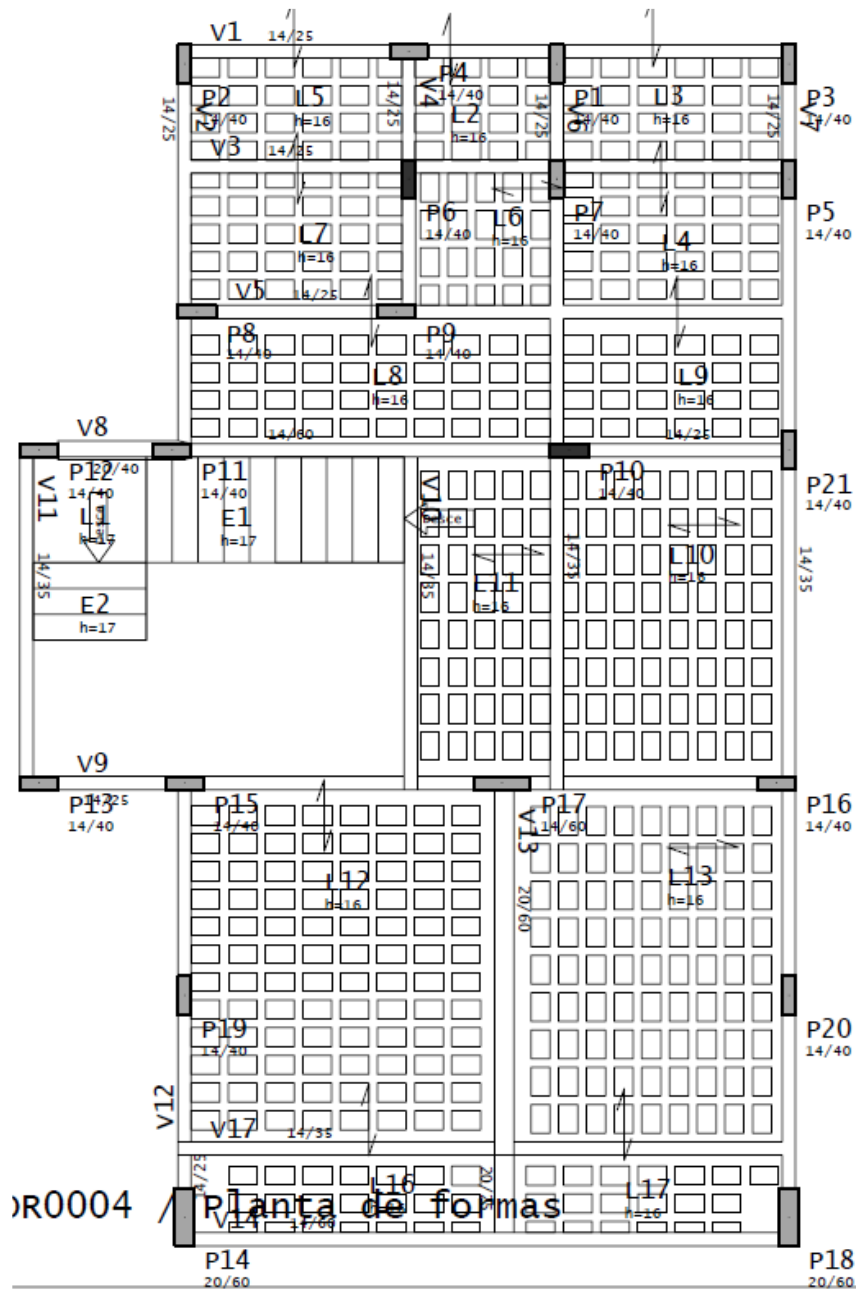 V1 14/25
P4
14/40
P2
14/40
L5
h=16
V2
14/25
V4
14/25
L2
h=16
14/25
V6
P1
14/40
L3
h=16
14/25
V7
P3
14/40
V3 14/25
L7
h=16
P6
14/40
L6
h=16
P7
14/40
L4
h=16
P5
14/40
V5 14/25
P8
14/40
P9
14/40
L8
h=16
L9
h=16
V8
14/60
14/25
20/40
P12
14/40
P11
14/40
P10
14/40
P21
14/40
V11
14/35
L1
h=17
Desce
E1
h=17
V10
Desce
14/35
L11
h=16
14/35
L10
h=16
14/35
E2
h=17
V9
14/25
P13
14/40
P15
14/40
P17
14/60
P16
14/40
V13
20/60
L12
h=16
L13
h=16
P19
14/40
P20
14/40
V12
V17 14/35
14/25
L16
h=16
L17
h=16
OR0004 / Planta de formas
V14 14/60
P14
20/60
P18
20/60